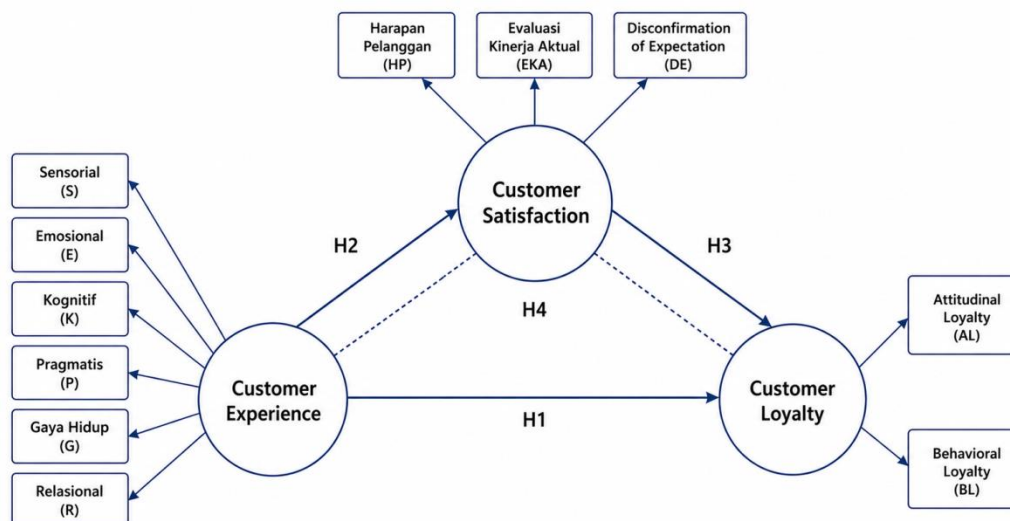 Harapan
Pelanggan
(HP)
Evaluasi
Kinerja Aktual
(EKA)
Disconfirmation
of Expectation
(DE)
Sensorial
(S)
Emosional
(E)
Kognitif
(K)
Pragmatis
(P)
Gaya Hidup
(G)
Relasional
(R)
Customer
Satisfaction
H2
H3
H4
Customer
Experience
H1
Customer
Loyalty
Attitudinal
Loyalty
(AL)
Behavioral
Loyalty
(BL)